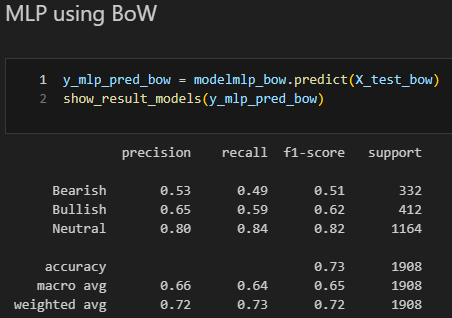 MLP using BoW
1 y_mlp_pred_bow = modelmlp_bow.predict(X_test_bow)
2 show_result_models(y_mlp_pred_bow)
precision recall f1-score support
Bearish 0.53 0.49 0.51 332
Bullish 0.65 0.59 0.62 412
Neutral 0.80 0.84 0.82 1164
accuracy 0.73 1908
macro avg 0.66 0.64 0.65 1908
weighted avg 0.72 0.73 0.72 1908